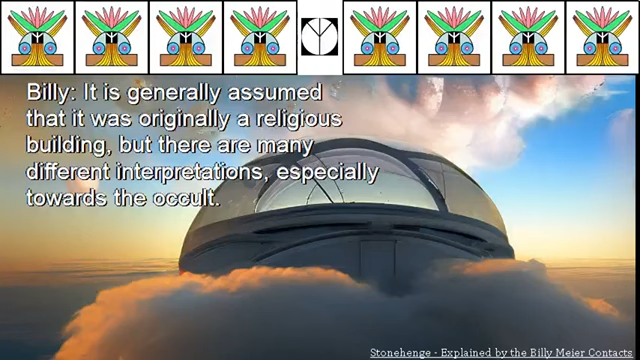 Billy: It is generally assumed
that it was originally a religious
building, but there are many
different interpretations, especially
towards the occult.
Stonehenge - Explained by the Billy Meier Contacts